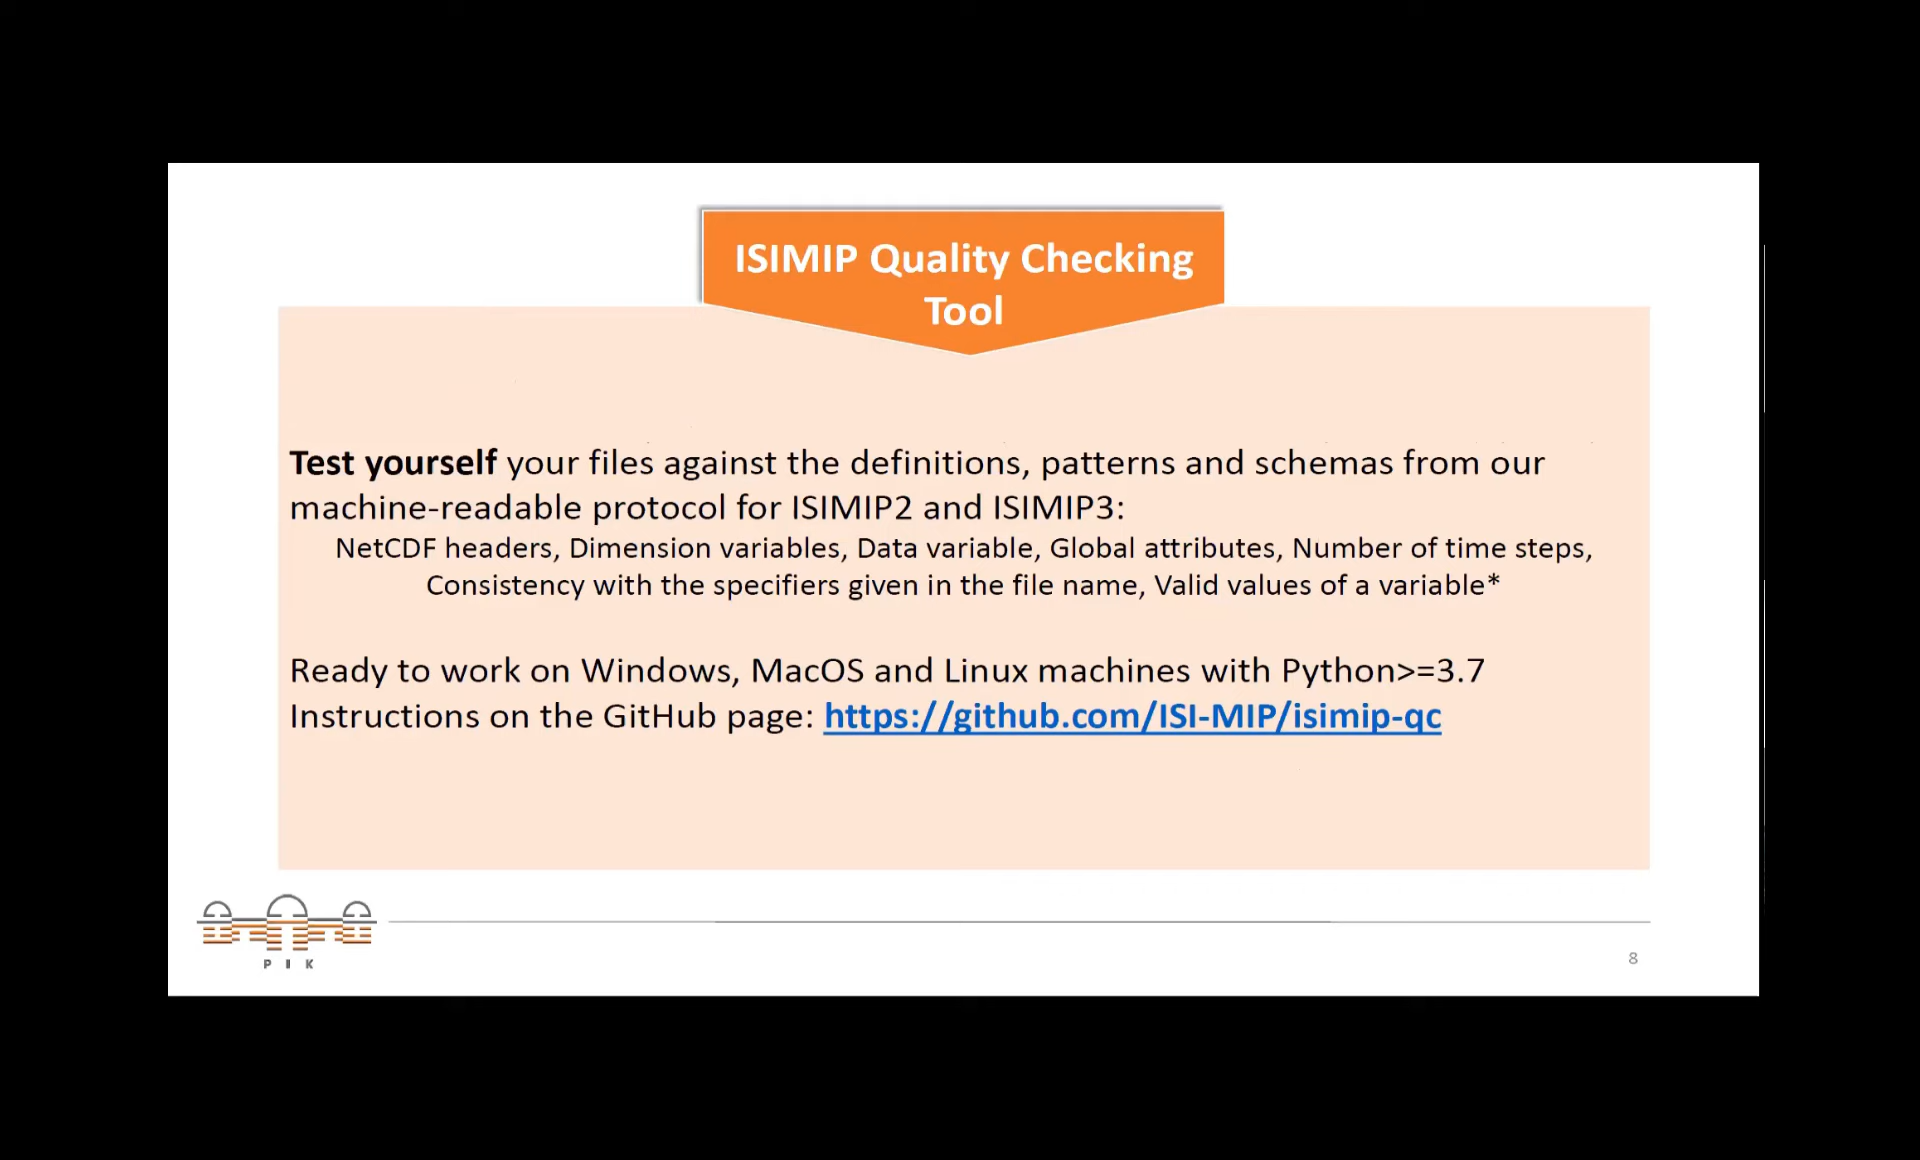 ISIMIP Quality Checking
Tool
Test yourself your files against the definitions, patterns and schemas from our
machine-readable protocol for ISIMIP2 and ISIMIP3:
NetCDF headers, Dimension variables, Data variable, Global attributes, Number of time steps,
Consistency with the specifiers given in the file name, Valid values of a variable*
Ready to work on Windows, MacOS and Linux machines with Python>=3.7
Instructions on the GitHub page: https://github.com/ISI-MIP/isimip-qc
P I K
8